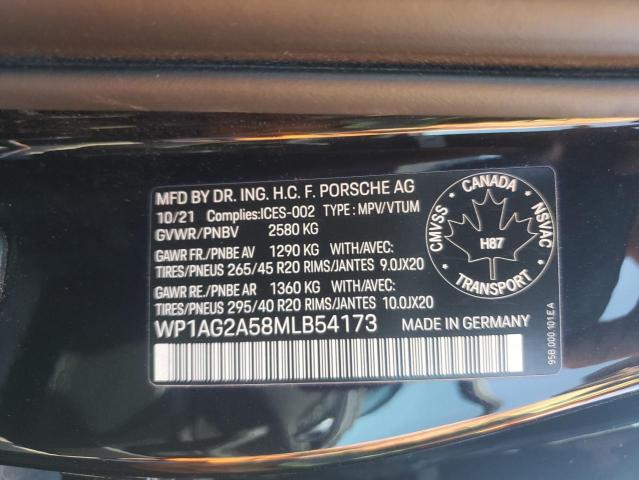 MFD BY DR. ING. H.C. F. PORSCHE AG
10/21 Complies:ICES-002 TYPE: MPV/VTUM
GVWR/PNBV 2580 KG
GAWR FR./PNBE AV 1290 KG WITH/AVEC:
TIRES/PNEUS 265/45 R20 RIMS/JANTES 9.0JX20
GAWR RE./PNBE AR 1360 KG WITH/AVEC:
TIRES/PNEUS 295/40 R20 RIMS/JANTES 10.0JX20
WP1AG2A58MLB54173 MADE IN GERMANY
CANADA
CMVSS
NSVAC
H87
TRANSPORT
95B.000.101.EA